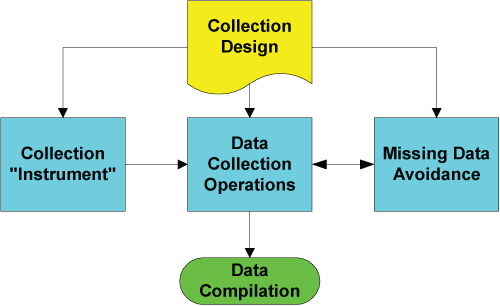 Collection
Design
Collection
"Instrument"
Data
Collection
Operations
Missing Data
Avoidance
Data
Compilation